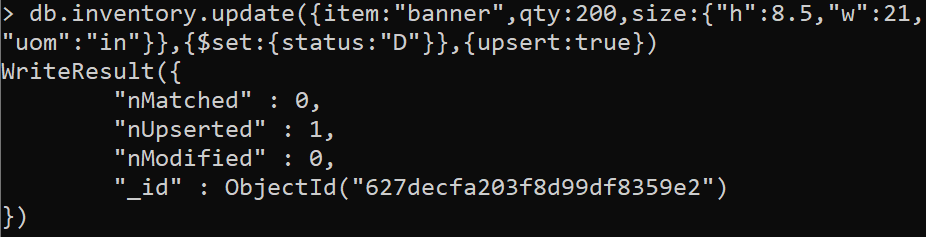 > db.inventory.update({item:"banner",qty:200,size:{"h":8.5,"w":21,
"uom":"in"}},{$set:{status:"D"}},{upsert:true})
WriteResult({
        "nMatched" : 0,
        "nUpserted" : 1,
        "nModified" : 0,
        "_id" : ObjectId("627decfa203f8d99df8359e2")
})